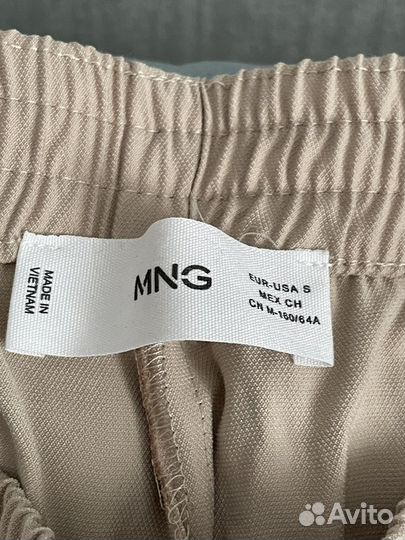 MADE IN
VIETNAM
MNG
EUR-USA S
MEX CH
CN M-160/64A
Avito